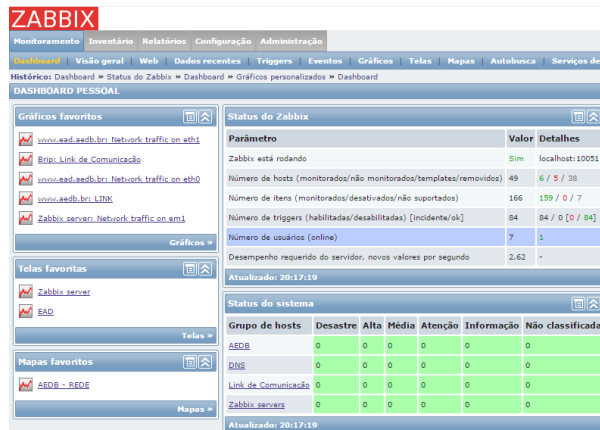 ZABBIX
Monitoramento Inventário Relatórios Configuração Administração
Dashboard | Visão geral | Web | Dados recentes | Triggers | Eventos | Gráficos | Telas | Mapas | Autobusca | Serviços de
Histórico: Dashboard » Status do Zabbix » Dashboard » Gráficos personalizados » Dashboard
DASHBOARD PESSOAL
Gráficos favoritos
www.ead.aedb.br: Network traffic on eth1
Brip: Link de Comunicação
www.ead.aedb.br: Network traffic on eth0
www.aedb.br: LINK
Zabbix server: Network traffic on em1
Gráficos »
Telas favoritas
Zabbix server
EAD
Telas »
Mapas favoritos
AEDB - REDE
Mapas »
Status do Zabbix
Parâmetro Valor Detalhes
Zabbix está rodando Sim localhost:10051
Número de hosts (monitorados/não monitorados/templates/removidos) 49 6 / 5 / 38
Número de itens (monitorados/desativados/não suportados) 166 159 / 0 / 7
Número de triggers (habilitadas/desabilitadas) [incidente/ok] 84 84 / 0 [0 / 84]
Número de usuários (online) 7 1
Desempenho requerido do servidor, novos valores por segundo 2.62 -
Atualizado: 20:17:19
Status do sistema
Grupo de hosts Desastre Alta Média Atenção Informação Não classificada
AEDB 0 0 0 0 0 0
DNS 0 0 0 0 0 0
Link de Comunicação 0 0 0 0 0 0
Zabbix servers 0 0 0 0 0 0
Atualizado: 20:17:19